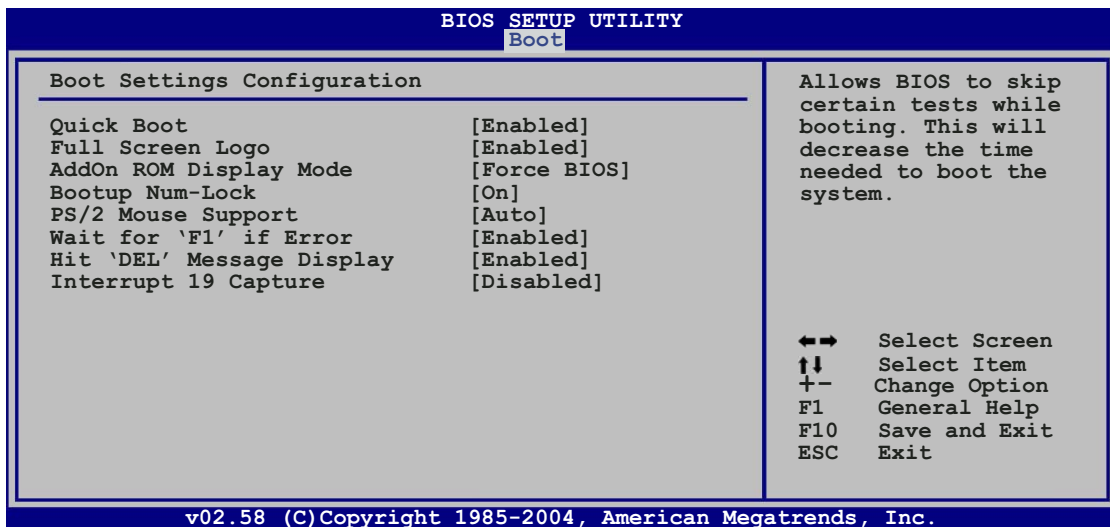 BIOS SETUP UTILITY
Boot
Boot Settings Configuration
Quick Boot [Enabled]
Full Screen Logo [Enabled]
AddOn ROM Display Mode [Force BIOS]
Bootup Num-Lock [On]
PS/2 Mouse Support [Auto]
Wait for ‘F1’ if Error [Enabled]
Hit ‘DEL’ Message Display [Enabled]
Interrupt 19 Capture [Disabled]
Allows BIOS to skip
certain tests while
booting. This will
decrease the time
needed to boot the
system.
←→ Select Screen
↑↓ Select Item
+- Change Option
F1 General Help
F10 Save and Exit
ESC Exit
v02.58 (C)Copyright 1985-2004, American Megatrends, Inc.